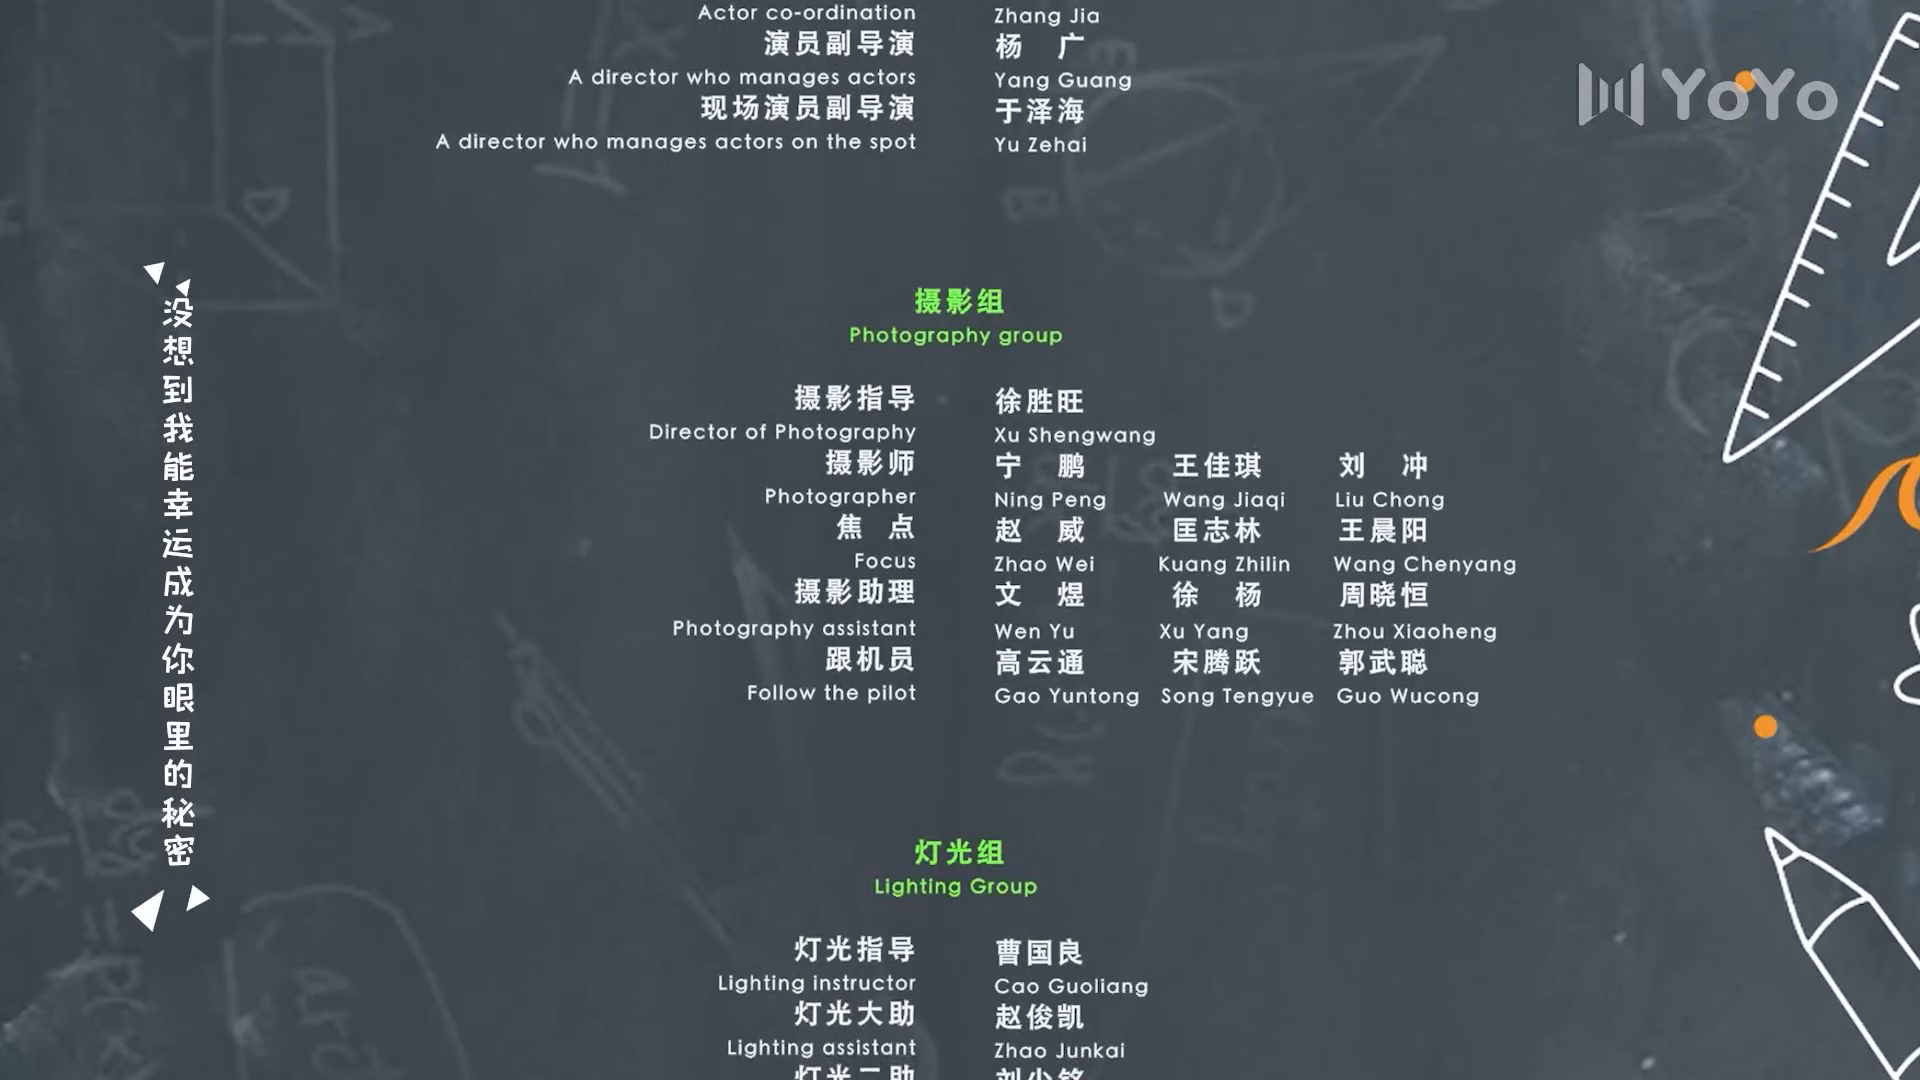 Actor co-ordination Zhang Jia
演员副导演 杨 广
A director who manages actors Yang Guang
现场演员副导演 于泽海
A director who manages actors on the spot Yu Zehai
YoYo
没想到我能幸运成为你眼里的秘密
摄影组
Photography group
摄影指导 徐胜旺
Director of Photography Xu Shengwang
摄影师 宁 鹏 王佳琪 刘 冲
Photographer Ning Peng Wang Jiaqi Liu Chong
焦 点 赵 威 匡志林 王晨阳
Focus Zhao Wei Kuang Zhilin Wang Chenyang
摄影助理 文 煜 徐 杨 周晓恒
Photography assistant Wen Yu Xu Yang Zhou Xiaoheng
跟机员 高云通 宋腾跃 郭武聪
Follow the pilot Gao Yuntong Song Tengyue Guo Wucong
灯光组
Lighting Group
灯光指导 曹国良
Lighting instructor Cao Guoliang
灯光大助 赵俊凯
Lighting assistant Zhao Junkai
灯光二助 刘少铭